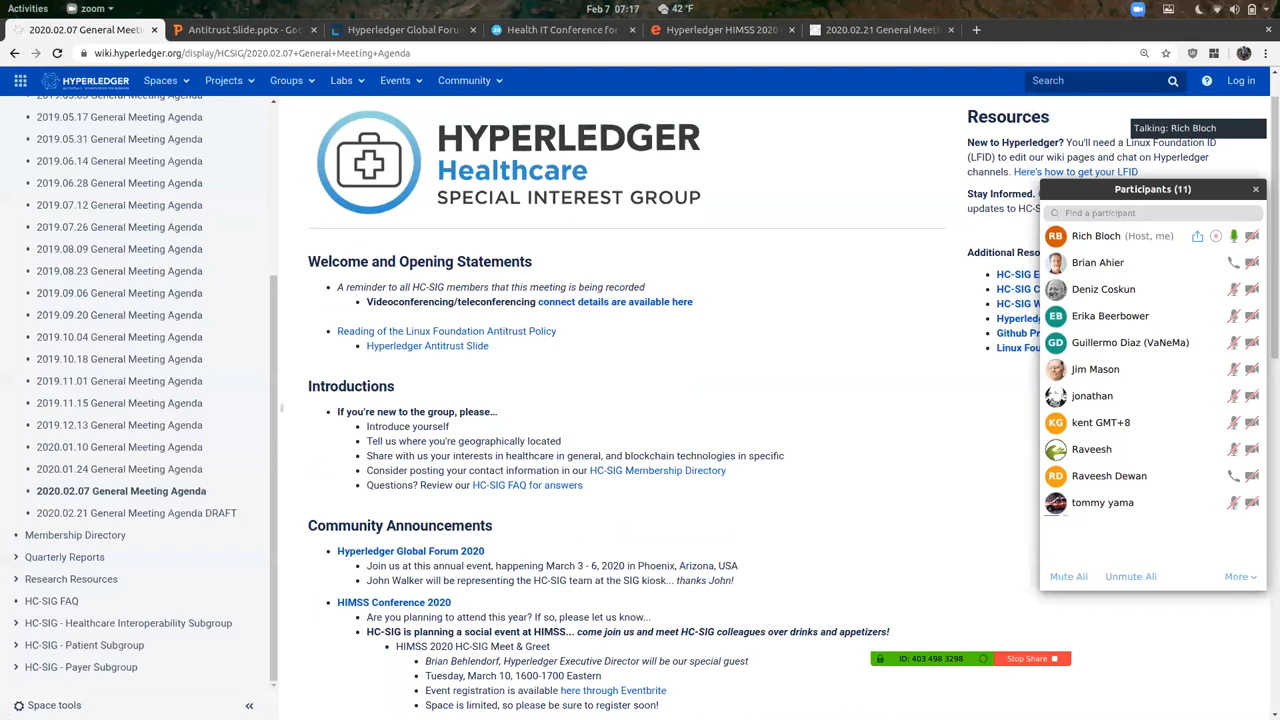 Activities
zoom
Feb 7 07:17
42 °F
2020.02.07 General Meeti
Antitrust Slide.pptx - Go
Hyperledger Global Forum
Health IT Conference for
Hyperledger HIMSS 2020
2020.02.21 General Meeti
wiki.hyperledger.org/display/HCSIG/2020.02.07+General+Meeting+Agenda
HYPERLEDGER
Spaces
Projects
Groups
Labs
Events
Community
Search
Log in
2019.05.03 General Meeting Agenda
2019.05.17 General Meeting Agenda
2019.05.31 General Meeting Agenda
2019.06.14 General Meeting Agenda
2019.06.28 General Meeting Agenda
2019.07.12 General Meeting Agenda
2019.07.26 General Meeting Agenda
2019.08.09 General Meeting Agenda
2019.08.23 General Meeting Agenda
2019.09.06 General Meeting Agenda
2019.09.20 General Meeting Agenda
2019.10.04 General Meeting Agenda
2019.10.18 General Meeting Agenda
2019.11.01 General Meeting Agenda
2019.11.15 General Meeting Agenda
2019.12.13 General Meeting Agenda
2020.01.10 General Meeting Agenda
2020.01.24 General Meeting Agenda
2020.02.07 General Meeting Agenda
2020.02.21 General Meeting Agenda DRAFT
Membership Directory
Quarterly Reports
Research Resources
HC-SIG FAQ
HC-SIG - Healthcare Interoperability Subgroup
HC-SIG - Patient Subgroup
HC-SIG - Payer Subgroup
Space tools
HYPERLEDGER
Healthcare
SPECIAL INTEREST GROUP
Welcome and Opening Statements
A reminder to all HC-SIG members that this meeting is being recorded
Videoconferencing/teleconferencing connect details are available here
Reading of the Linux Foundation Antitrust Policy
Hyperledger Antitrust Slide
Introductions
If you're new to the group, please...
Introduce yourself
Tell us where you're geographically located
Share with us your interests in healthcare in general, and blockchain technologies in specific
Consider posting your contact information in our HC-SIG Membership Directory
Questions? Review our HC-SIG FAQ for answers
Community Announcements
Hyperledger Global Forum 2020
Join us at this annual event, happening March 3 - 6, 2020 in Phoenix, Arizona, USA
John Walker will be representing the HC-SIG team at the SIG kiosk... thanks John!
HIMSS Conference 2020
Are you planning to attend this year? If so, please let us know...
HC-SIG is planning a social event at HIMSS... come join us and meet HC-SIG colleagues over drinks and appetizers!
HIMSS 2020 HC-SIG Meet & Greet
Brian Behlendorf, Hyperledger Executive Director will be our special guest
Tuesday, March 10, 1600-1700 Eastern
Event registration is available here through Eventbrite
Space is limited, so please be sure to register soon!
Resources
Talking: Rich Bloch
New to Hyperledger? You'll need a Linux Foundation ID
(LFID) to edit our wiki pages and chat on Hyperledger
channels. Here's how to get your LFID
Stay Informed.
updates to HC-S
Additional Reso
HC-SIG E
HC-SIG C
HC-SIG W
Hyperledg
Github Pr
Linux Fou
Participants (11)
Find a participant
RB Rich Bloch (Host, me)
Brian Ahier
Deniz Coskun
EB Erika Beerbower
GD Guillermo Diaz (VaNeMa)
Jim Mason
jonathan
KG kent GMT+8
Raveesh
RD Raveesh Dewan
tommy yama
Mute All
Unmute All
More
ID: 403 498 3298
Stop Share